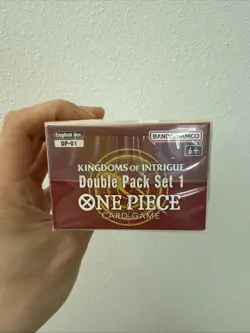 English Ver.
DP-01
BANDAI NAMCO
6+
KINGDOMS OF INTRIGUE
Double Pack Set 1
ONE PIECE
CARD GAME